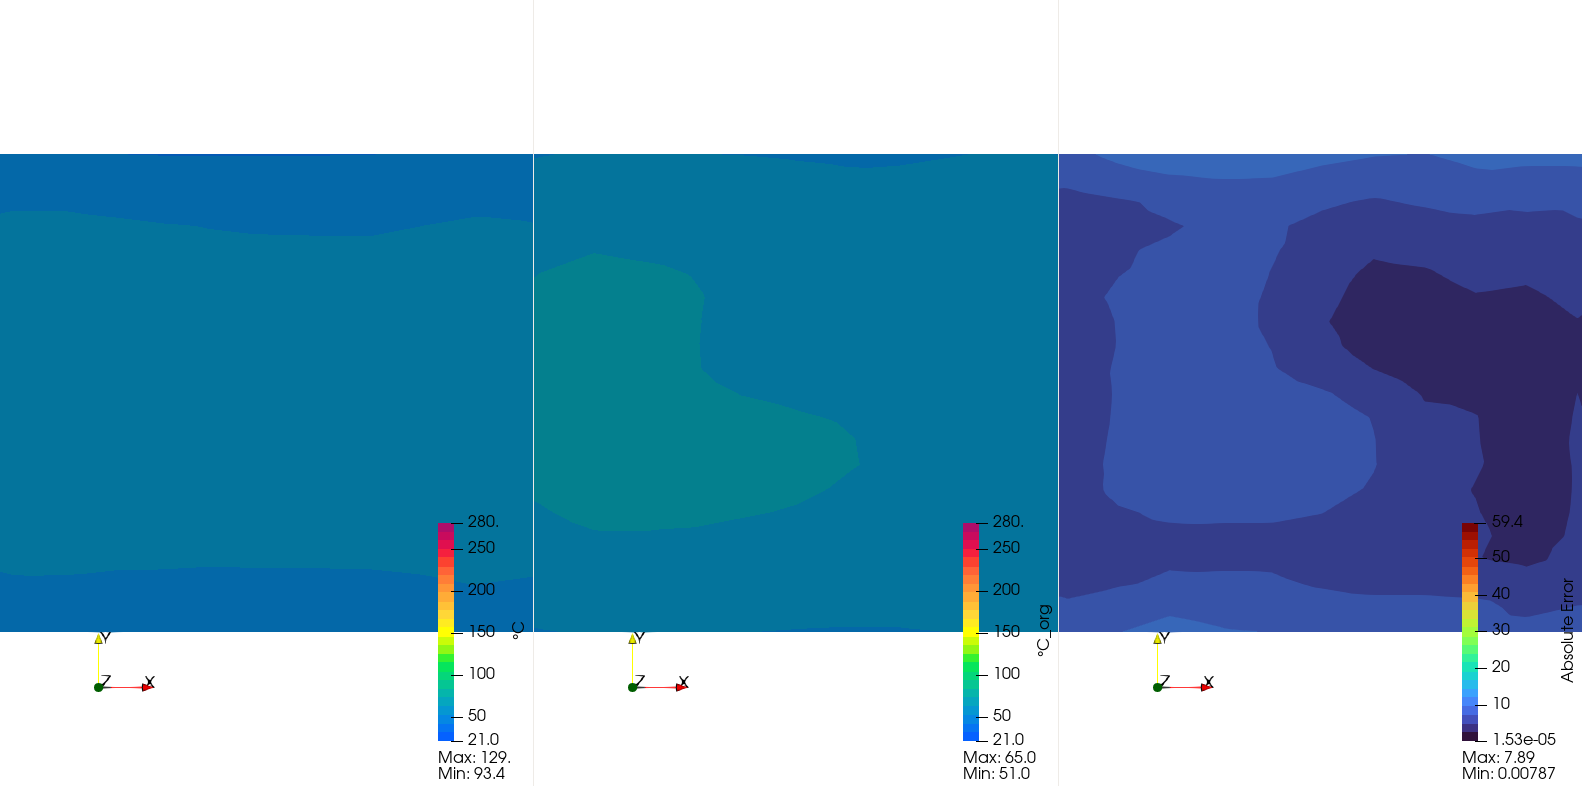 Y
Z
X
280.
250
200
150
100
50
21.0
°C
Max: 129.
Min: 93.4
Y
Z
X
280.
250
200
150
100
50
21.0
°C_org
Max: 65.0
Min: 51.0
Y
Z
X
59.4
50
40
30
20
10
1.53e-05
Absolute Error
Max: 7.89
Min: 0.00787